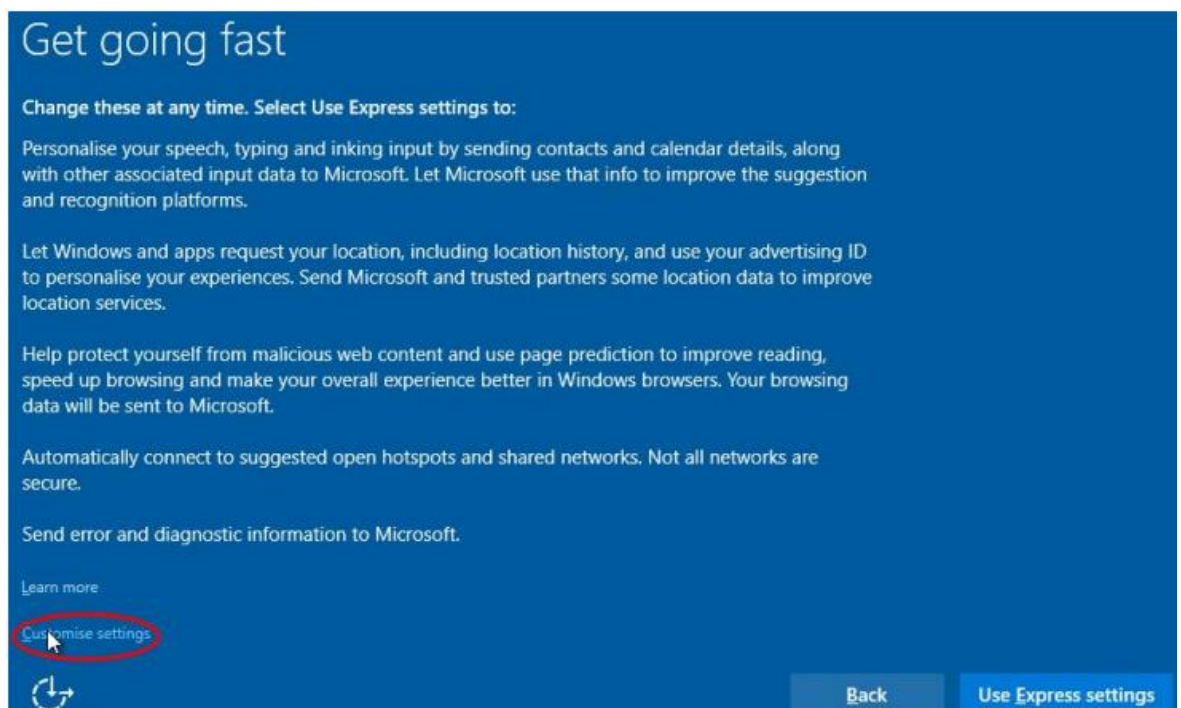 Get going fast
Change these at any time. Select Use Express settings to:
Personalise your speech, typing and inking input by sending contacts and calendar details, along
with other associated input data to Microsoft. Let Microsoft use that info to improve the suggestion
and recognition platforms.
Let Windows and apps request your location, including location history, and use your advertising ID
to personalise your experiences. Send Microsoft and trusted partners some location data to improve
location services.
Help protect yourself from malicious web content and use page prediction to improve reading,
speed up browsing and make your overall experience better in Windows browsers. Your browsing
data will be sent to Microsoft.
Automatically connect to suggested open hotspots and shared networks. Not all networks are
secure.
Send error and diagnostic information to Microsoft.
Learn more
Customise settings
Back
Use Express settings